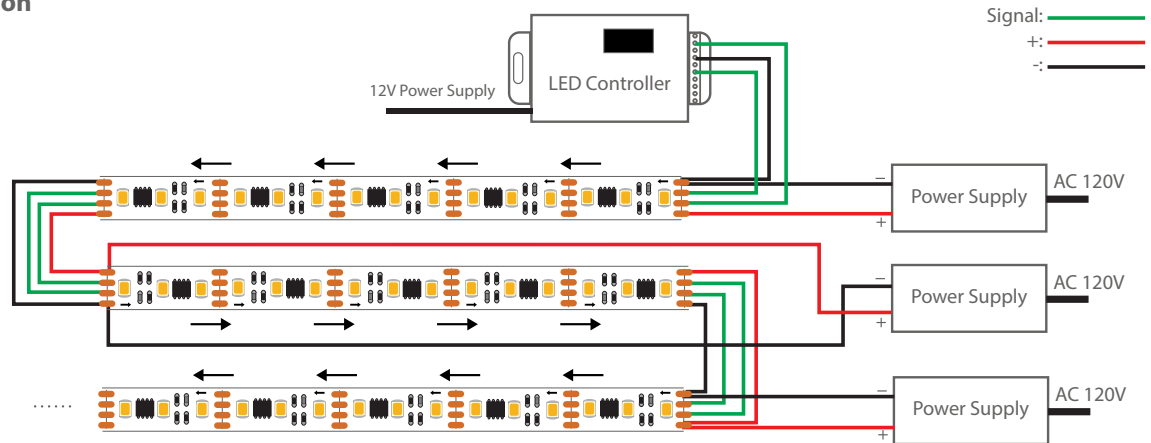 on
Signal:
+:
-:
LED Controller
12V Power Supply
−
Power Supply
AC 120V
+
−
Power Supply
AC 120V
+
......
−
Power Supply
AC 120V
+